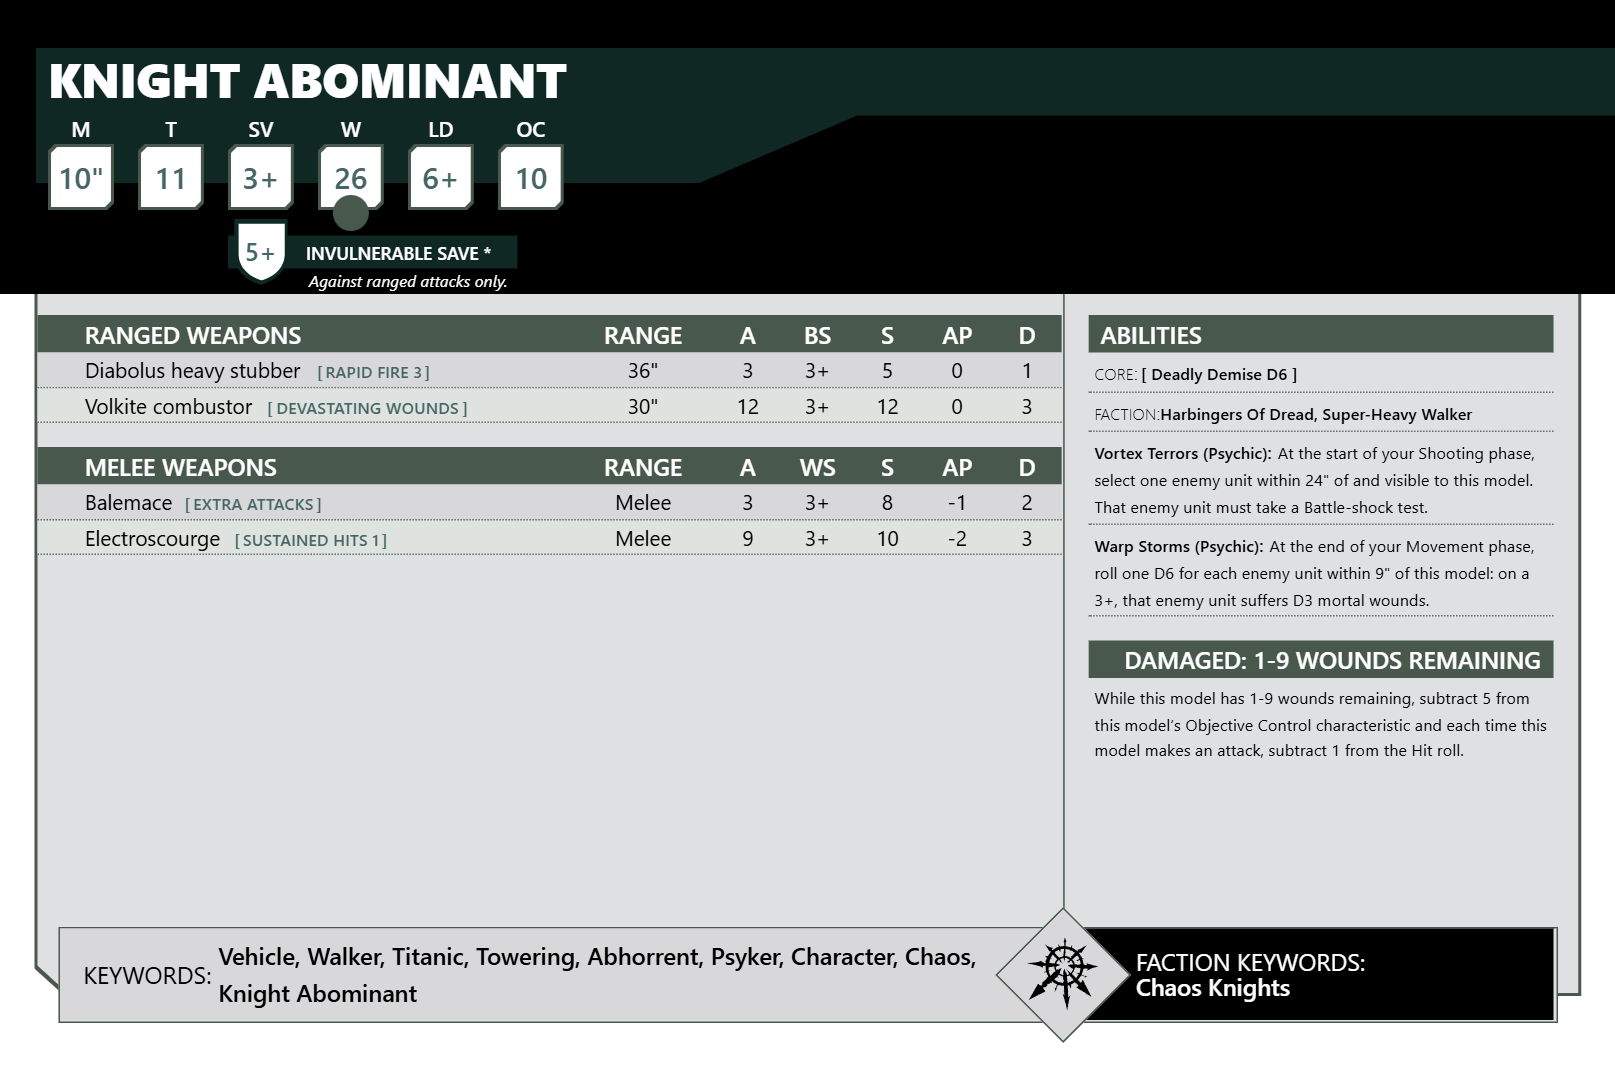 KNIGHT ABOMINANT
M T SV W LD OC
10" 11 3+ 26 6+ 10
5+ INVULNERABLE SAVE *
Against ranged attacks only.
RANGED WEAPONS RANGE A BS S AP D
Diabolus heavy stubber [ RAPID FIRE 3 ] 36" 3 3+ 5 0 1
Volkite combustor [ DEVASTATING WOUNDS ] 30" 12 3+ 12 0 3
MELEE WEAPONS RANGE A WS S AP D
Balemace [ EXTRA ATTACKS ] Melee 3 3+ 8 -1 2
Electroscourge [ SUSTAINED HITS 1 ] Melee 9 3+ 10 -2 3
ABILITIES
CORE: [ Deadly Demise D6 ]
FACTION:Harbingers Of Dread, Super-Heavy Walker
Vortex Terrors (Psychic): At the start of your Shooting phase,
select one enemy unit within 24" of and visible to this model.
That enemy unit must take a Battle-shock test.
Warp Storms (Psychic): At the end of your Movement phase,
roll one D6 for each enemy unit within 9" of this model: on a
3+, that enemy unit suffers D3 mortal wounds.
DAMAGED: 1-9 WOUNDS REMAINING
While this model has 1-9 wounds remaining, subtract 5 from
this model’s Objective Control characteristic and each time this
model makes an attack, subtract 1 from the Hit roll.
KEYWORDS: Vehicle, Walker, Titanic, Towering, Abhorrent, Psyker, Character, Chaos,
Knight Abominant
FACTION KEYWORDS:
Chaos Knights